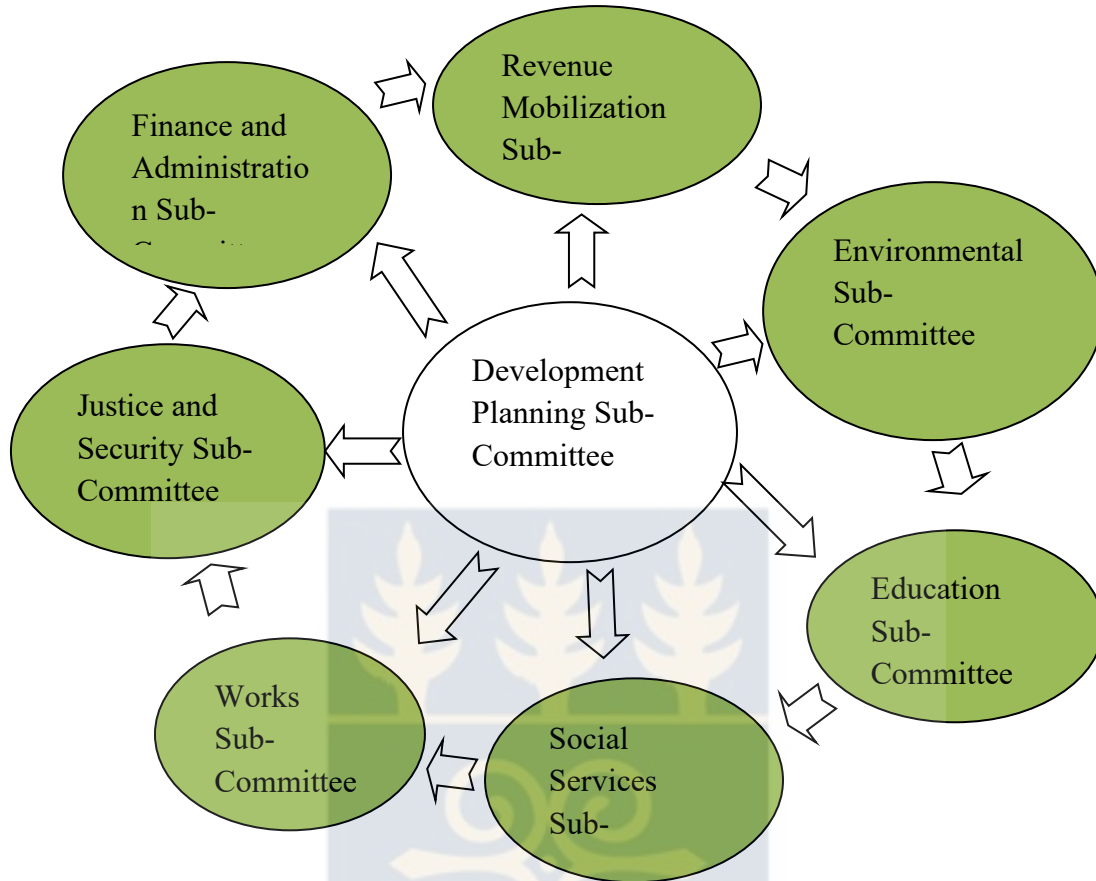 Revenue
Mobilization
Sub-
Finance and
Administratio
n Sub-
Environmental
Sub-
Committee
Development
Planning Sub-
Committee
Justice and
Security Sub-
Committee
Education
Sub-
Committee
Works
Sub-
Committee
Social
Services
Sub-